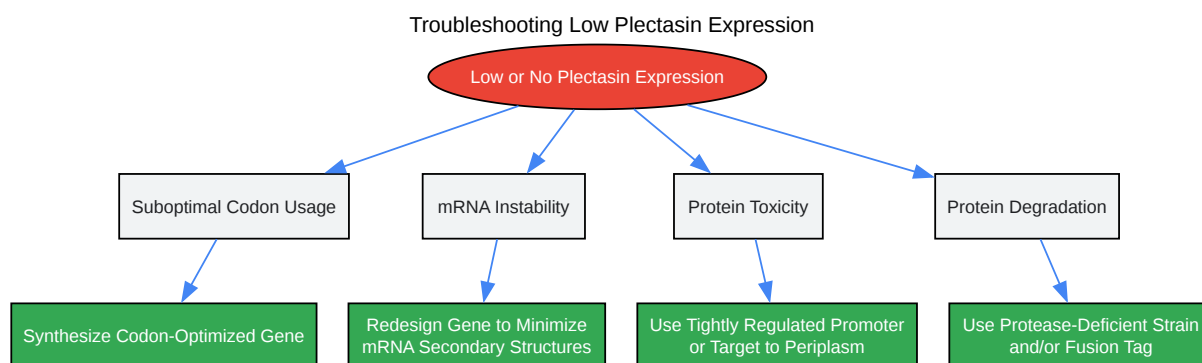 Troubleshooting Low Plectasin Expression
Low or No Plectasin Expression
Suboptimal Codon Usage
mRNA Instability
Protein Toxicity
Protein Degradation
Synthesize Codon-Optimized Gene
Redesign Gene to Minimize
mRNA Secondary Structures
Use Tightly Regulated Promoter
or Target to Periplasm
Use Protease-Deficient Strain
and/or Fusion Tag